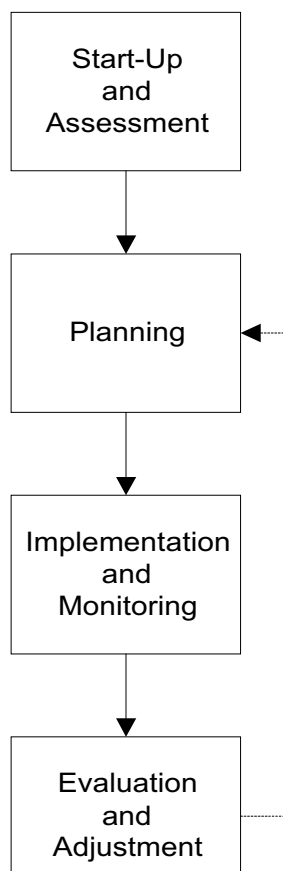 Start-Up
and
Assessment
Planning
Implementation
and
Monitoring
Evaluation
and
Adjustment